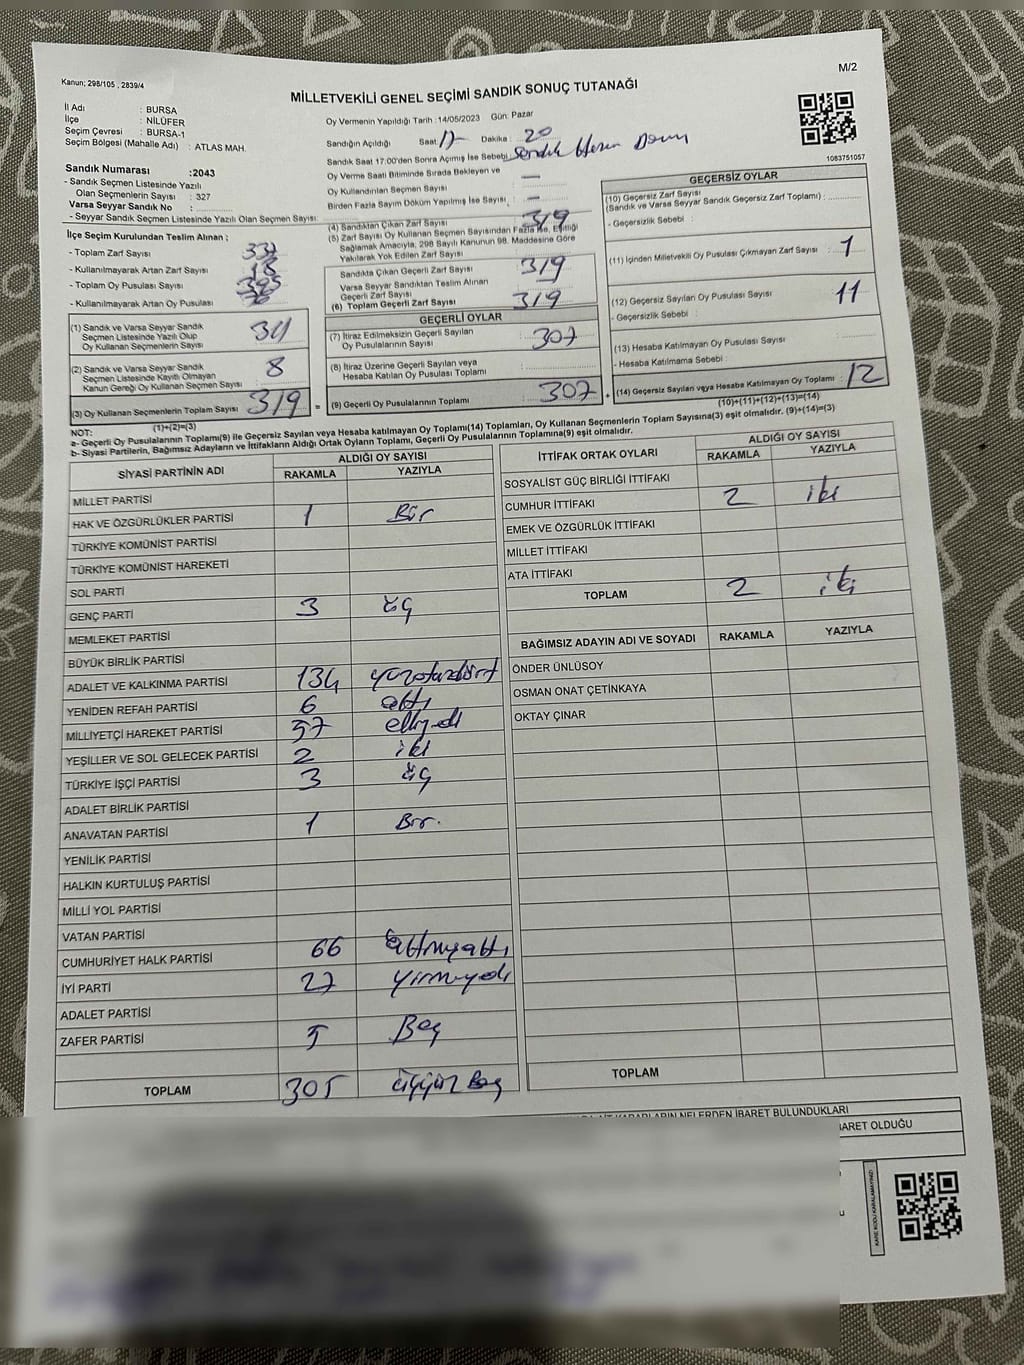 Kanun; 298/105 , 2839/4
M/2
MİLLETVEKİLİ GENEL SEÇİMİ SANDIK SONUÇ TUTANAĞI
İl Adı : BURSA
İlçe : NİLÜFER
Seçim Çevresi : BURSA-1
Seçim Bölgesi (Mahalle Adı) : ATLAS MAH.
Sandık Numarası :2043
- Sandık Seçmen Listesinde Yazılı
Olan Seçmenlerin Sayısı : 327
Varsa Seyyar Sandık No :
- Seyyar Sandık Seçmen Listesinde Yazılı Olan Seçmen Sayısı:
İlçe Seçim Kurulundan Teslim Alınan ;
- Toplam Zarf Sayısı
- Kullanılmayarak Artan Zarf Sayısı 18
- Toplam Oy Pusulası Sayısı
- Kullanılmayarak Artan Oy Pusulası
Oy Vermenin Yapıldığı Tarih :14/05/2023 Gün: Pazar
Sandığın Açıldığı Saat: 17 Dakika : 20
Sandık Saat 17:00'den Sonra Açmış İse Sebebi
Oy Verme Saati Bitiminde Sırada Bekleyen ve
Oy Kullandırılan Seçmen Sayısı —
Birden Fazla Sayım Döküm Yapılmış İse Sayısı —
(4) Sandıktan Çıkan Zarf Sayısı 319
(5) Zarf Sayısı Oy Kullanan Seçmen Sayısından Fazla İse, Eşitliği
Sağlamak Amacıyla, 298 Sayılı Kanunun 98. Maddesine Göre
Yakılarak Yok Edilen Zarf Sayısı
Sandıkta Çıkan Geçerli Zarf Sayısı 319
Varsa Seyyar Sandıktan Teslim Alınan
Geçerli Zarf Sayısı
(6) Toplam Geçerli Zarf Sayısı 319
1083751057
GEÇERSİZ OYLAR
(10) Geçersiz Zarf Sayısı
(Sandık ve Varsa Seyyar Sandık Geçersiz Zarf Toplamı) :
- Geçersizlik Sebebi :
(11) İçinden Milletvekili Oy Pusulası Çıkmayan Zarf Sayısı 1
(12) Geçersiz Sayılan Oy Pusulası Sayısı 11
- Geçersizlik Sebebi :
(13) Hesaba Katılmayan Oy Pusulası Sayısı
- Hesaba Katılmama Sebebi :
(14) Geçersiz Sayılan veya Hesaba Katılmayan Oy Toplamı 12
(10)+(11)+(12)+(13)=(14)
(1) Sandık ve Varsa Seyyar Sandık
Seçmen Listesinde Yazılı Olup
Oy Kullanan Seçmenlerin Sayısı
(2) Sandık ve Varsa Seyyar Sandık
Seçmen Listesinde Kayıtlı Olmayan
Kanun Gereği Oy Kullanan Seçmen Sayısı 8
(3) Oy Kullanan Seçmenlerin Toplam Sayısı 319
(1)+(2)=(3)
GEÇERLİ OYLAR
(7) İtiraz Edilmeksizin Geçerli Sayılan
Oy Pusulalarının Sayısı 307
(8) İtiraz Üzerine Geçerli Sayılan veya
Hesaba Katılan Oy Pusulası Toplamı
= (9) Geçerli Oy Pusulalarının Toplamı 307 +
NOT:
a- Geçerli Oy Pusulalarının Toplamı(9) ile Geçersiz Sayılan veya Hesaba katılmayan Oy Toplamı(14) Toplamları, Oy Kullanan Seçmenlerin Toplam Sayısına(3) eşit olmalıdır. (9)+(14)=(3)
b- Siyasi Partilerin, Bağımsız Adayların ve İttifakların Aldığı Ortak Oyların Toplam, Geçerli Oy Pusulalarının Toplamına(9) eşit olmalıdır.
SİYASİ PARTİNİN ADI
ALDIĞI OY SAYISI
RAKAMLA YAZIYLA
MİLLET PARTİSİ
HAK VE ÖZGÜRLÜKLER PARTİSİ 1 Bir
TÜRKİYE KOMÜNİST PARTİSİ
TÜRKİYE KOMÜNİST HAREKETİ
SOL PARTİ
GENÇ PARTİ 3 üç
MEMLEKET PARTİSİ
BÜYÜK BİRLİK PARTİSİ
ADALET VE KALKINMA PARTİSİ 134 yüzotuzdört
YENİDEN REFAH PARTİSİ 6 altı
MİLLİYETÇİ HAREKET PARTİSİ 57 elliyedi
YEŞİLLER VE SOL GELECEK PARTİSİ 2 iki
TÜRKİYE İŞÇİ PARTİSİ 3 üç
ADALET BİRLİK PARTİSİ
ANAVATAN PARTİSİ 1 Bir.
YENİLİK PARTİSİ
HALKIN KURTULUŞ PARTİSİ
MİLLİ YOL PARTİSİ
VATAN PARTİSİ
CUMHURİYET HALK PARTİSİ 66 altmışaltı
İYİ PARTİ 27 yirmiyedi
ADALET PARTİSİ
ZAFER PARTİSİ 5 Beş
TOPLAM 305 üçyüz Beş
İTTİFAK ORTAK OYLARI
ALDIĞI OY SAYISI
RAKAMLA YAZIYLA
SOSYALİST GÜÇ BİRLİĞİ İTTİFAKI
CUMHUR İTTİFAKI 2 iki
EMEK VE ÖZGÜRLÜK İTTİFAKI
MİLLET İTTİFAKI
ATA İTTİFAKI
TOPLAM 2 iki
BAĞIMSIZ ADAYIN ADI VE SOYADI RAKAMLA YAZIYLA
ÖNDER ÜNLÜSOY
OSMAN ONAT ÇETİNKAYA
OKTAY ÇINAR
TOPLAM
KARARLARIN NELERDEN İBARET BULUNDUKLARI
İBARET OLDUĞU
KARE KODU KARALAMAYINIZ!